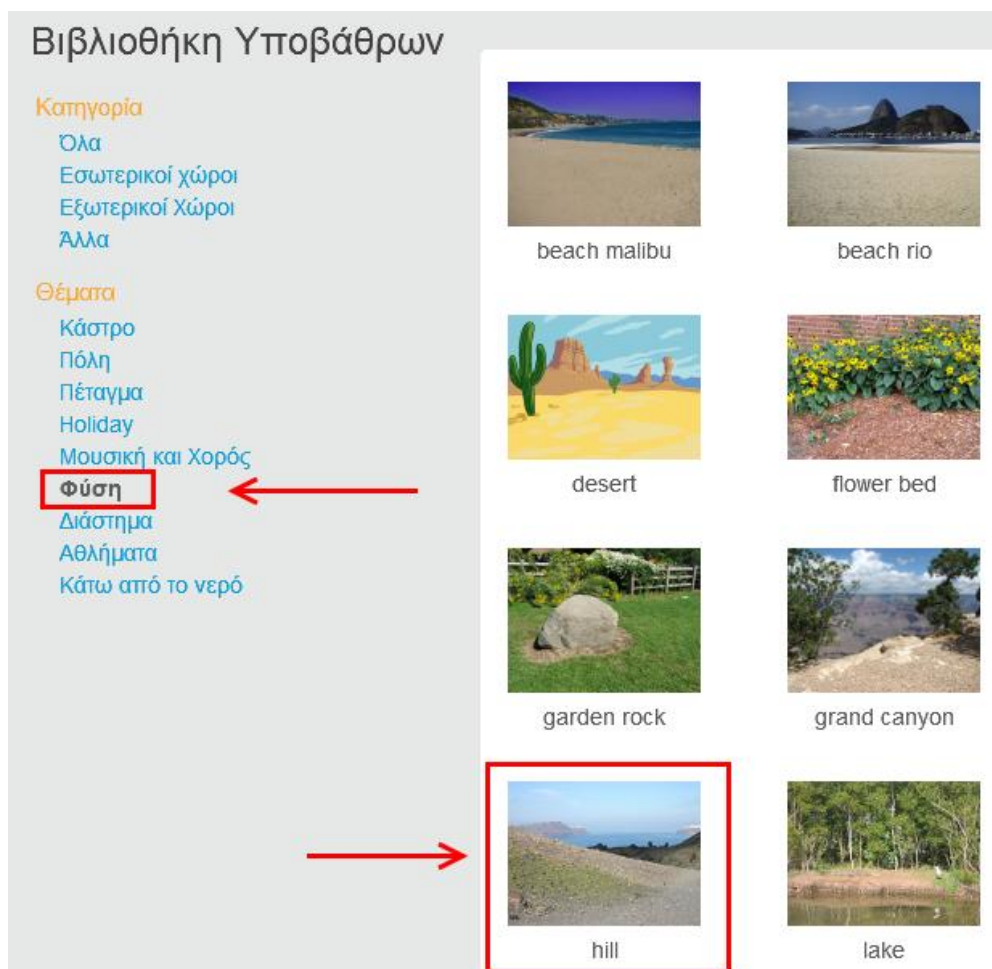 Βιβλιοθήκη Υποβάθρων
Κατηγορία
Όλα
Εσωτερικοί χώροι
Εξωτερικοί Χώροι
Άλλα
Θέματα
Κάστρο
Πόλη
Πέταγμα
Holiday
Μουσική και Χορός
Φύση
Διάστημα
Αθλήματα
Κάτω από το νερό
beach malibu
beach rio
desert
flower bed
garden rock
grand canyon
hill
lake